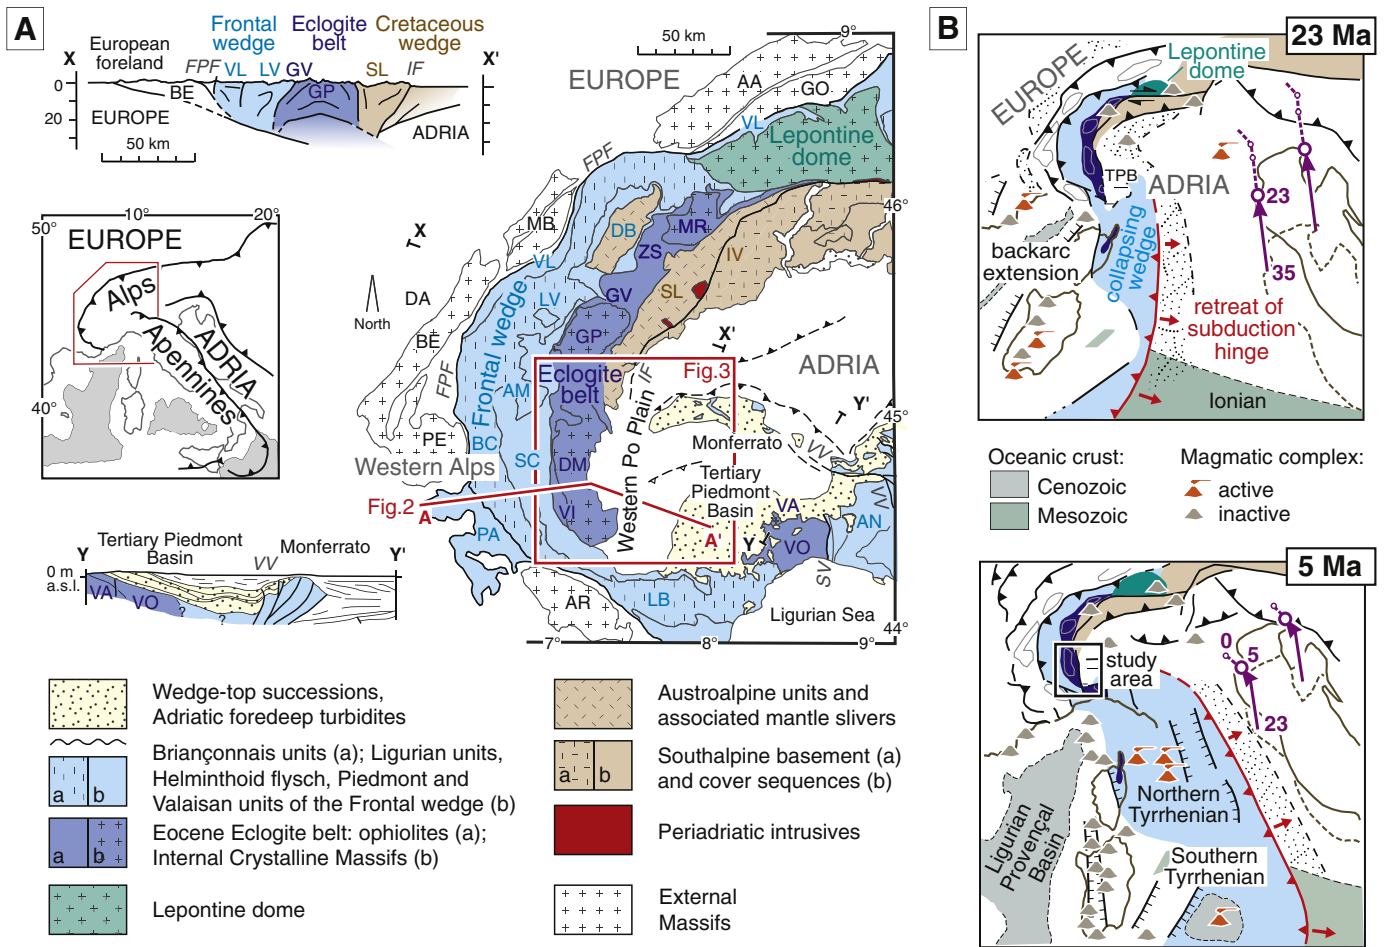 A
X
X'
European
foreland
Frontal
wedge
Eclogite
belt
Cretaceous
wedge
FPF
VL
LV
GV
SL
IF
0
20
BE
GP
EUROPE
ADRIA
50 km
50°
10°
20°
40°
EUROPE
Alps
Apennines
ADRIA
50 km
9°
EUROPE
AA
GO
VL
Lepontine
dome
FPF
46°
MB
DB
MR
ZS
IV
X
VL
DA
LV
GV
SL
North
Frontal wedge
BE
GP
X'
ADRIA
FPF
Eclogite
belt
IF
Fig.3
AM
Y'
45°
PE
BC
Western Po Plain
Monferrato
VV
Western Alps
SC
DM
Tertiary
Piedmont
Basin
Fig.2
A
VI
VA
VV
AN
PA
A'
Y
VO
SV
AR
LB
Ligurian Sea
44°
7°
8°
9°
Y
Tertiary Piedmont
Basin
VV
Monferrato
Y'
0 m
a.s.l.
VA
VO
?
?
Wedge-top successions,
Adriatic foredeep turbidites
Briançonnais units (a); Ligurian units,
Helminthoid flysch, Piedmont and
Valaisan units of the Frontal wedge (b)
a
b
Eocene Eclogite belt: ophiolites (a);
Internal Crystalline Massifs (b)
a
b
Lepontine dome
Austroalpine units and
associated mantle slivers
Southalpine basement (a)
and cover sequences (b)
a
b
Periadriatic intrusives
External
Massifs
B
23 Ma
EUROPE
Lepontine
dome
TPB
ADRIA
23
35
backarc
extension
collapsing
wedge
retreat of
subduction
hinge
Ionian
Oceanic crust:
Cenozoic
Mesozoic
Magmatic complex:
active
inactive
5 Ma
study
area
0
5
23
Northern
Tyrrhenian
Ligurian
Provençal
Basin
Southern
Tyrrhenian